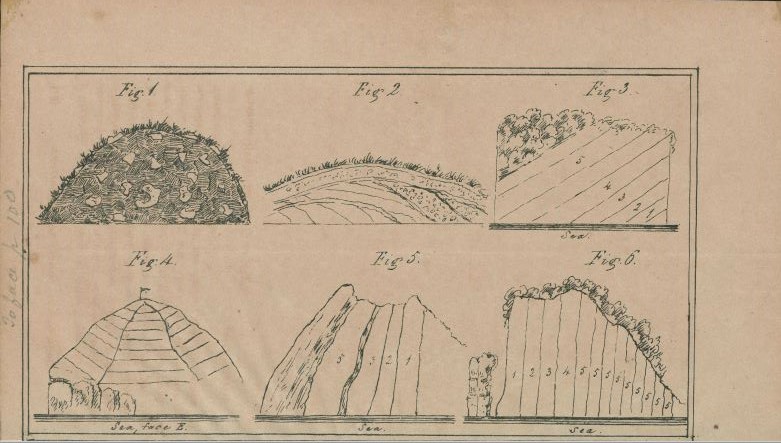 Fig. 1
Fig. 2
Fig. 3.
5
4
3
2
1
Sea.
Fig. 4.
Fig. 5.
Fig. 6.
Sea, face E.
5
3
2
1
Sea.
1 2 3 4 5 5 5 5 5 5 5 5 5
Sea.
To face p. 100